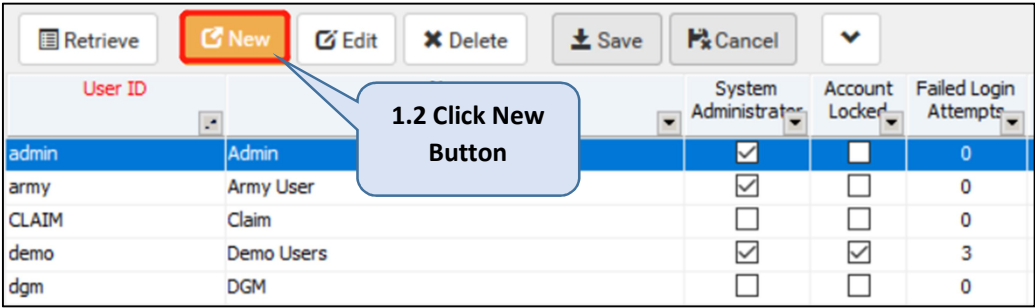 Retrieve New Edit Delete Save Cancel
User ID System Administrator Account Locked Failed Login Attempts
1.2 Click New Button
admin Admin 0
army Army User 0
CLAIM Claim 0
demo Demo Users 3
dgm DGM 0